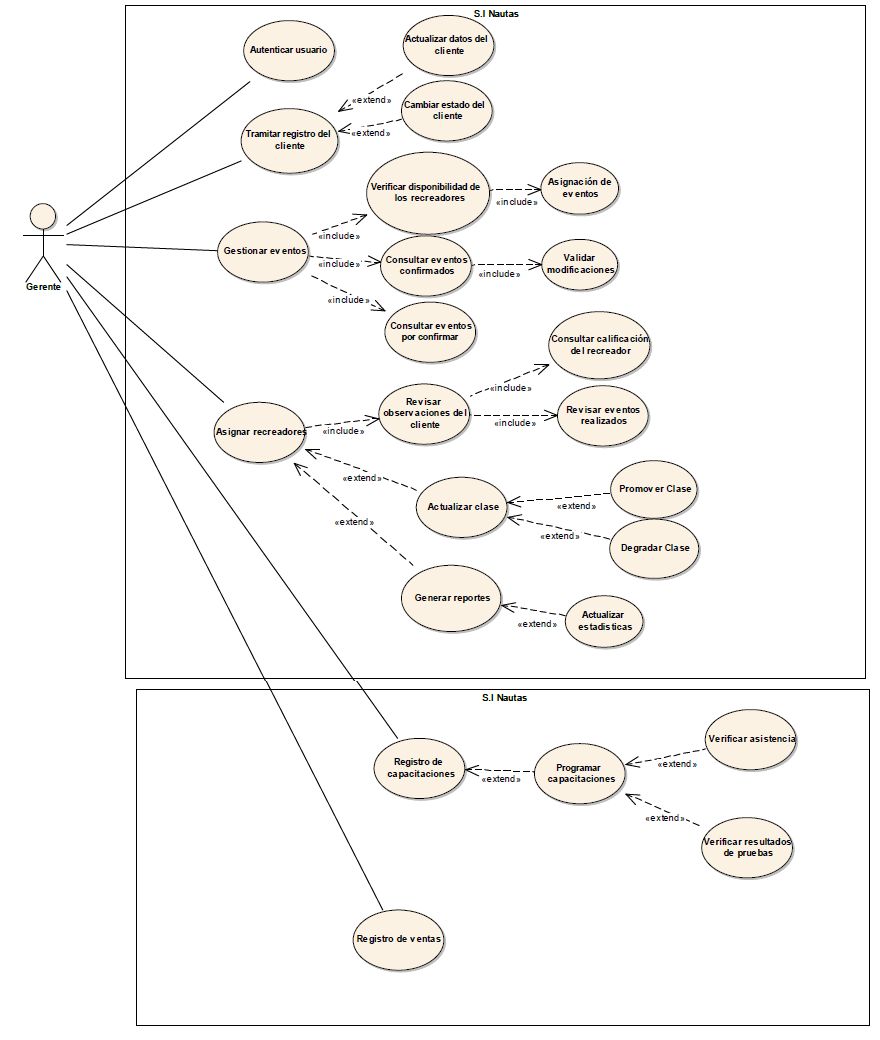 S.I Nautas
Autenticar usuario
Actualizar datos del
cliente
«extend»
Cambiar estado del
cliente
«extend»
Tramitar registro del
cliente
Verificar disponibilidad de
los recreadores
Asignación de
eventos
«include»
«include»
Gestionar eventos
Consultar eventos
confirmados
«include»
Validar
modificaciones
«include»
«include»
Consultar eventos
por confirmar
Gerente
Consultar calificación
del recreador
«include»
Revisar
observaciones del
cliente
Revisar eventos
realizados
«include»
Asignar recreadores
«include»
«extend»
Actualizar clase
Promover Clase
«extend»
«extend»
«extend»
Degradar Clase
Generar reportes
Actualizar
estadisticas
«extend»
S.I Nautas
Registro de
capacitaciones
Programar
capacitaciones
«extend»
Verificar asistencia
«extend»
«extend»
Verificar resultados
de pruebas
Registro de ventas